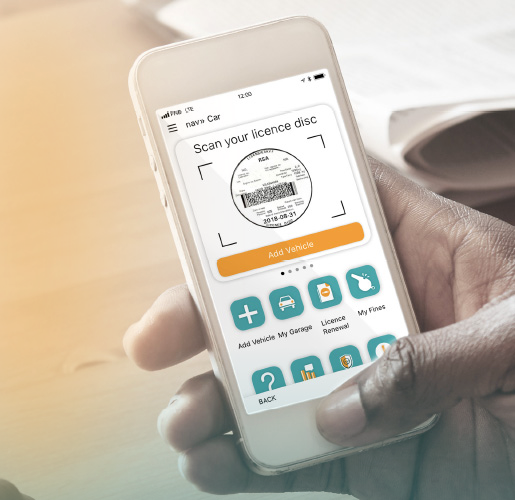 FNB LTE 12:00
nav» Car
Scan your licence disc
RSA
2018-08-31
Add Vehicle
Add Vehicle
My Garage
Licence
Renewal
My Fines
BACK